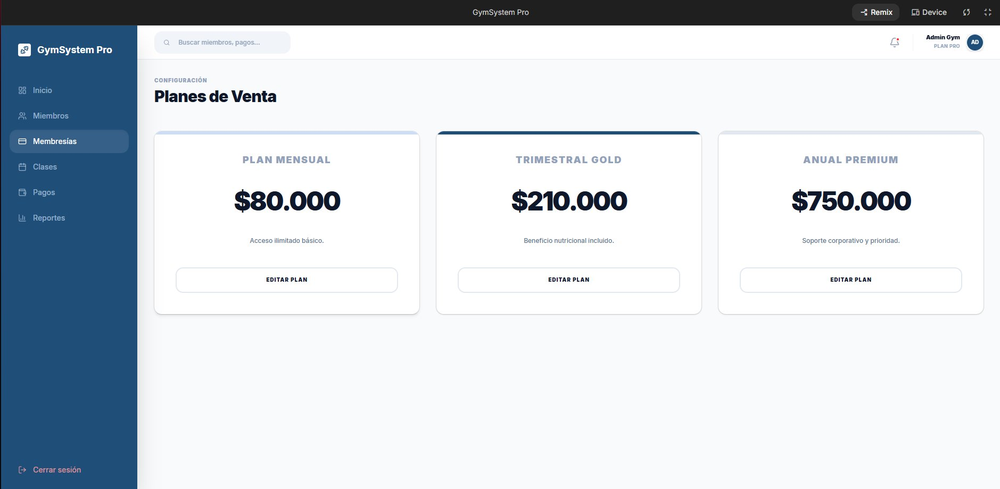 GymSystem Pro
Remix
Device
GymSystem Pro
Inicio
Miembros
Membresías
Clases
Pagos
Reportes
Cerrar sesión
Buscar miembros, pagos...
Admin Gym
PLAN PRO
AD
CONFIGURACIÓN
Planes de Venta
PLAN MENSUAL
$80.000
Acceso ilimitado básico.
EDITAR PLAN
TRIMESTRAL GOLD
$210.000
Beneficio nutricional incluido.
EDITAR PLAN
ANUAL PREMIUM
$750.000
Soporte corporativo y prioridad.
EDITAR PLAN